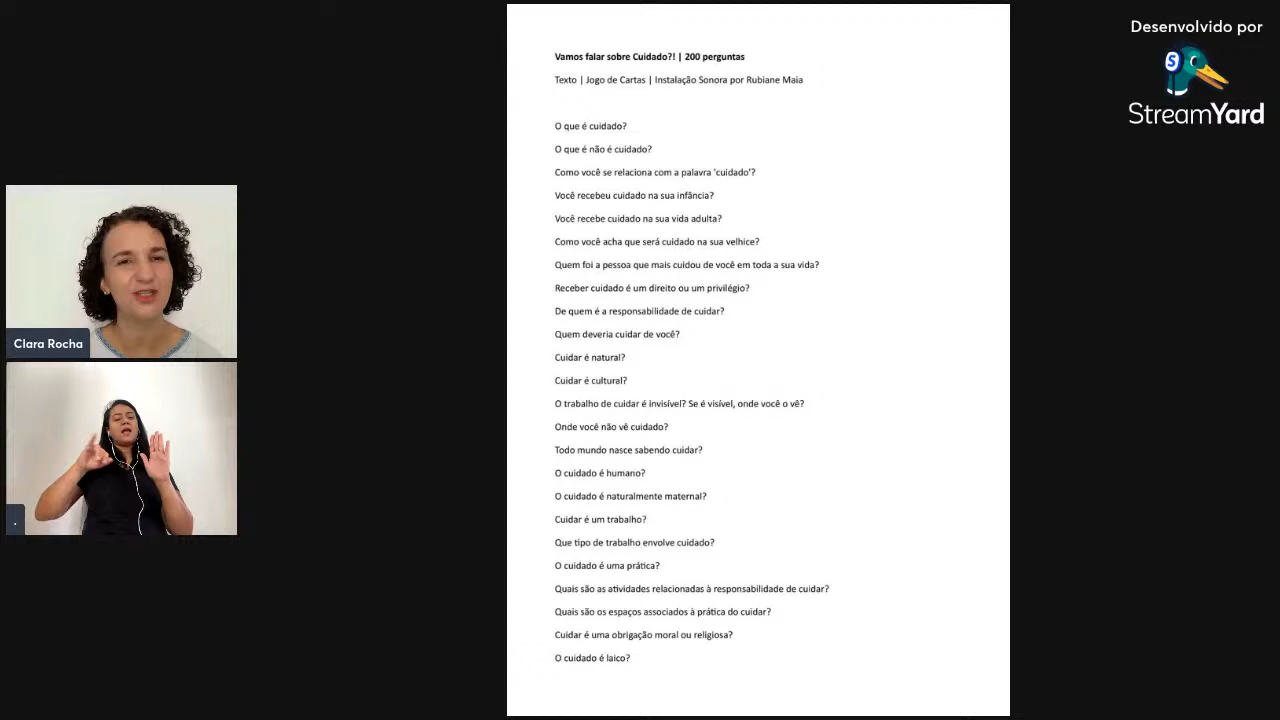 Vamos falar sobre Cuidado?! | 200 perguntas
Texto | Jogo de Cartas | Instalação Sonora por Rubiane Maia
O que é cuidado?
O que é não é cuidado?
Como você se relaciona com a palavra 'cuidado'?
Você recebeu cuidado na sua infância?
Você recebe cuidado na sua vida adulta?
Como você acha que será cuidado na sua velhice?
Quem foi a pessoa que mais cuidou de você em toda a sua vida?
Receber cuidado é um direito ou um privilégio?
De quem é a responsabilidade de cuidar?
Quem deveria cuidar de você?
Cuidar é natural?
Cuidar é cultural?
O trabalho de cuidar é invisível? Se é visível, onde você o vê?
Onde você não vê cuidado?
Todo mundo nasce sabendo cuidar?
O cuidado é humano?
O cuidado é naturalmente maternal?
Cuidar é um trabalho?
Que tipo de trabalho envolve cuidado?
O cuidado é uma prática?
Quais são as atividades relacionadas à responsabilidade de cuidar?
Quais são os espaços associados à prática do cuidar?
Cuidar é uma obrigação moral ou religiosa?
O cuidado é laico?
Clara Rocha
.
Desenvolvido por
S
StreamYard